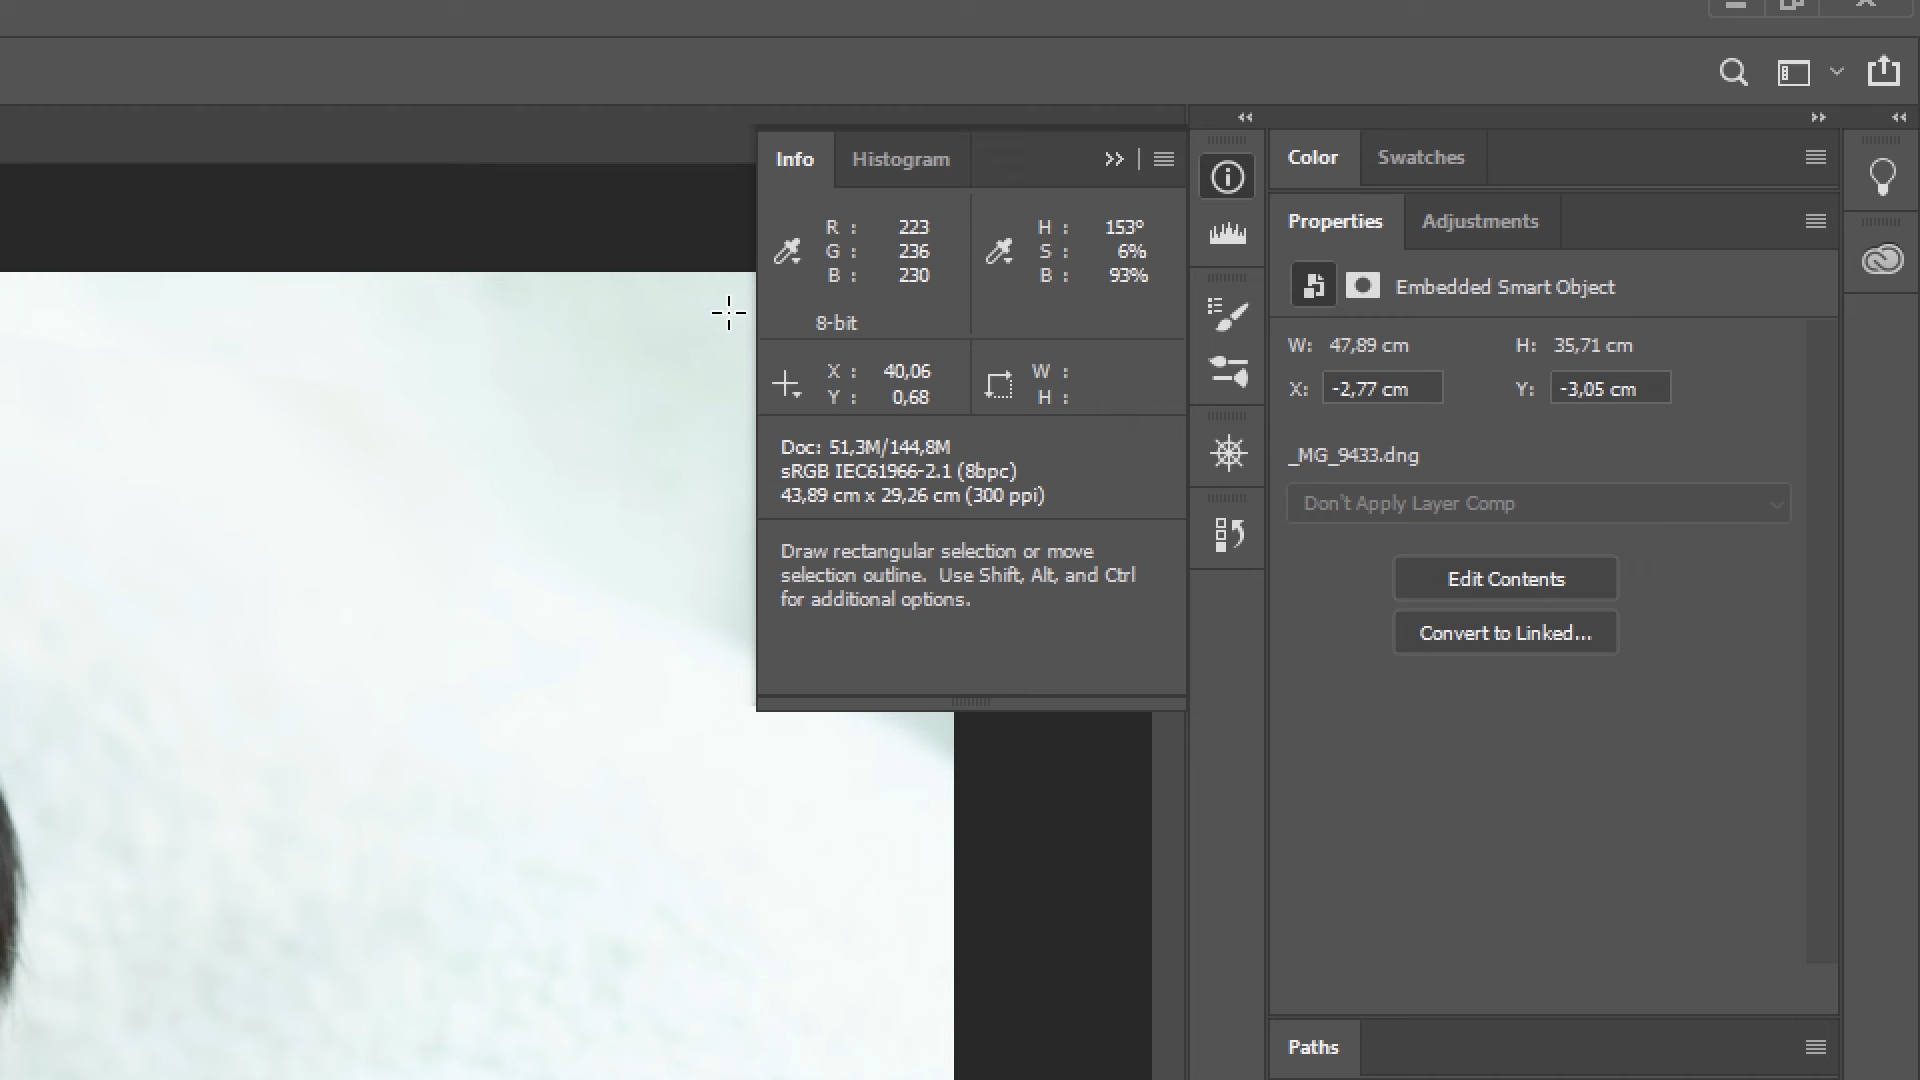 Info
Histogram
R : 223
G : 236
B : 230
H : 153°
S : 6%
B : 93%
8-bit
X : 40,06
Y : 0,68
W :
H :
Doc: 51,3M/144,8M
sRGB IEC61966-2.1 (8bpc)
43,89 cm x 29,26 cm (300 ppi)
Draw rectangular selection or move
selection outline.  Use Shift, Alt, and Ctrl
for additional options.
Color
Swatches
Properties
Adjustments
Embedded Smart Object
W: 47,89 cm
H: 35,71 cm
X: -2,77 cm
Y: -3,05 cm
_MG_9433.dng
Don't Apply Layer Comp
Edit Contents
Convert to Linked...
Paths